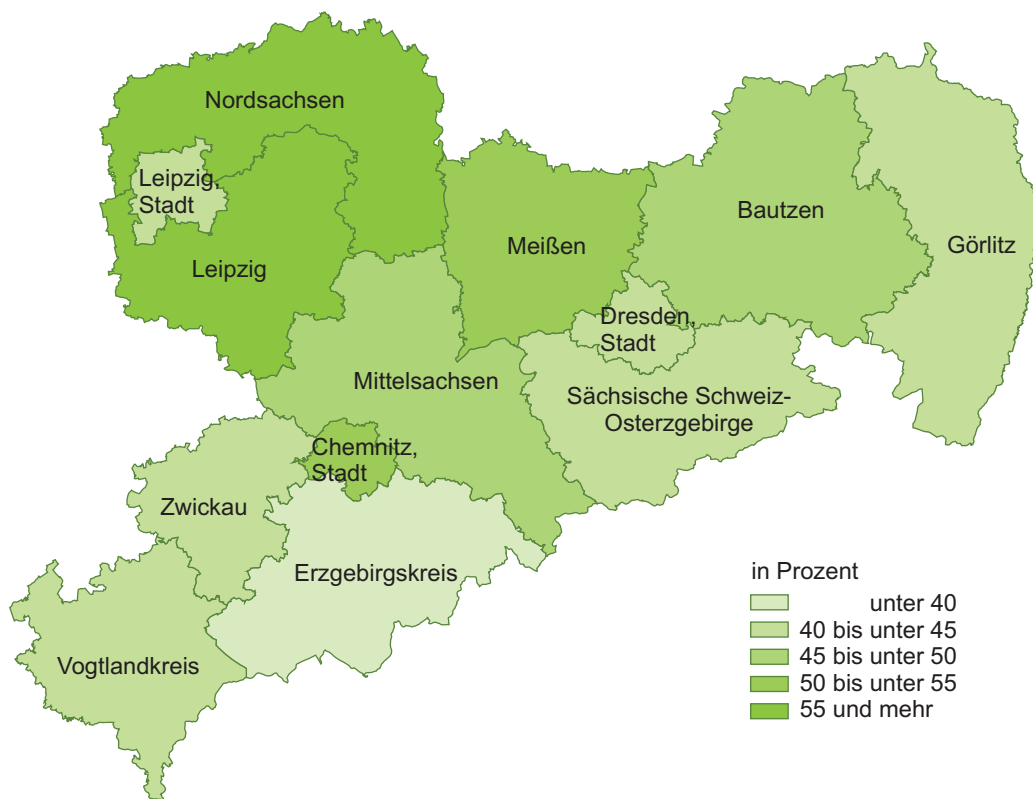 Nordsachsen
Leipzig,
Stadt
Leipzig
Meißen
Bautzen
Görlitz
Dresden,
Stadt
Mittelsachsen
Sächsische Schweiz-
Osterzgebirge
Chemnitz,
Stadt
Zwickau
Erzgebirgskreis
Vogtlandkreis
in Prozent
unter 40
40 bis unter 45
45 bis unter 50
50 bis unter 55
55 und mehr